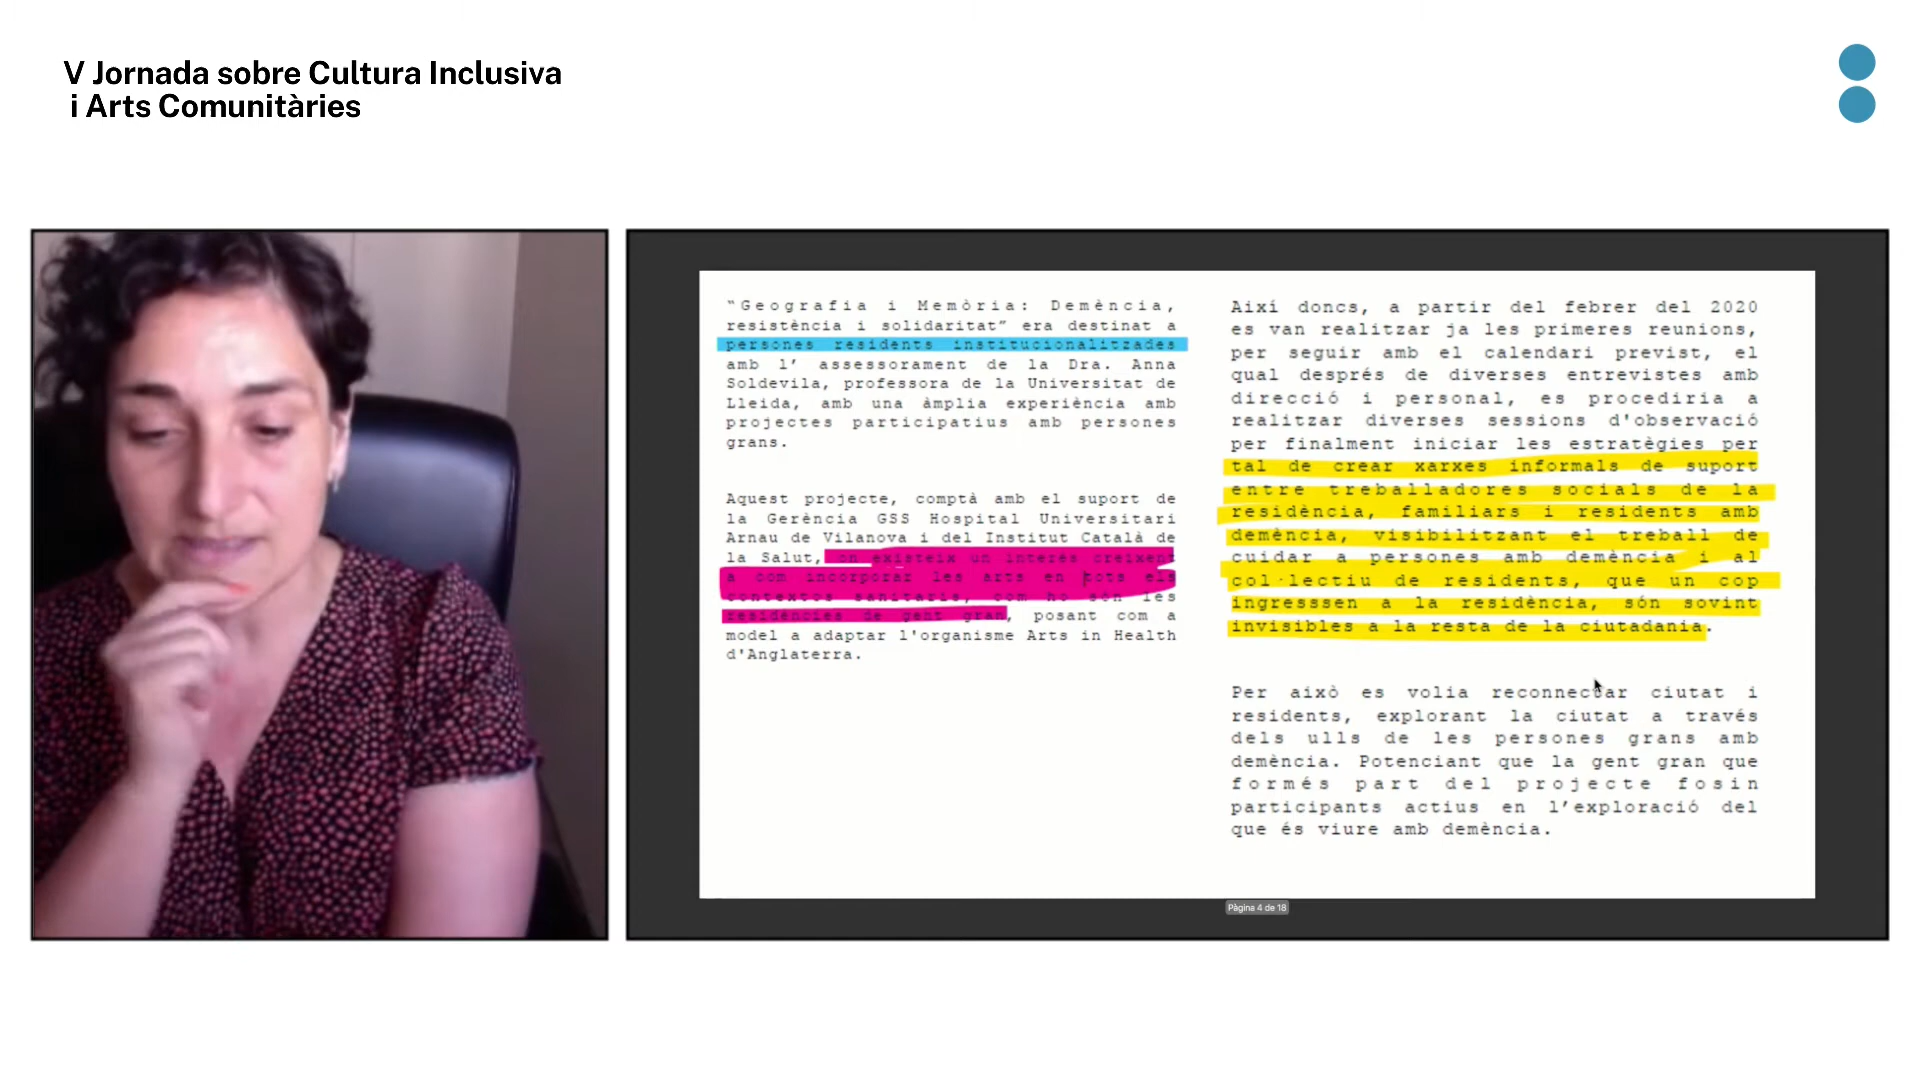 V Jornada sobre Cultura Inclusiva
i Arts Comunitàries
“Geografia i Memòria: Demència,
resistència i solidaritat” era destinat a
persones residents institucionalitzades
amb l’ assessorament de la Dra. Anna
Soldevila, professora de la Universitat de
Lleida, amb una àmplia experiència amb
projectes participatius amb persones
grans.
Aquest projecte, comptà amb el suport de
la Gerència GSS Hospital Universitari
Arnau de Vilanova i del Institut Català de
la Salut, on existeix un interès creixent
a com incorporar les arts en tots els
contextos sanitaris, com ho són les
residències de gent gran, posant com a
model a adaptar l'organisme Arts in Health
d'Anglaterra.
Així doncs, a partir del febrer del 2020
es van realitzar ja les primeres reunions,
per seguir amb el calendari previst, el
qual després de diverses entrevistes amb
direcció i personal, es procediria a
realitzar diverses sessions d'observació
per finalment iniciar les estratègies per
tal de crear xarxes informals de suport
entre treballadores socials de la
residència, familiars i residents amb
demència, visibilitzant el treball de
cuidar a persones amb demència i al
col·lectiu de residents, que un cop
ingresssen a la residència, són sovint
invisibles a la resta de la ciutadania.
Per això es volia reconnectar ciutat i
residents, explorant la ciutat a través
dels ulls de les persones grans amb
demència. Potenciant que la gent gran que
formés part del projecte fosin
participants actius en l’exploració del
que és viure amb demència.
Pàgina 4 de 18